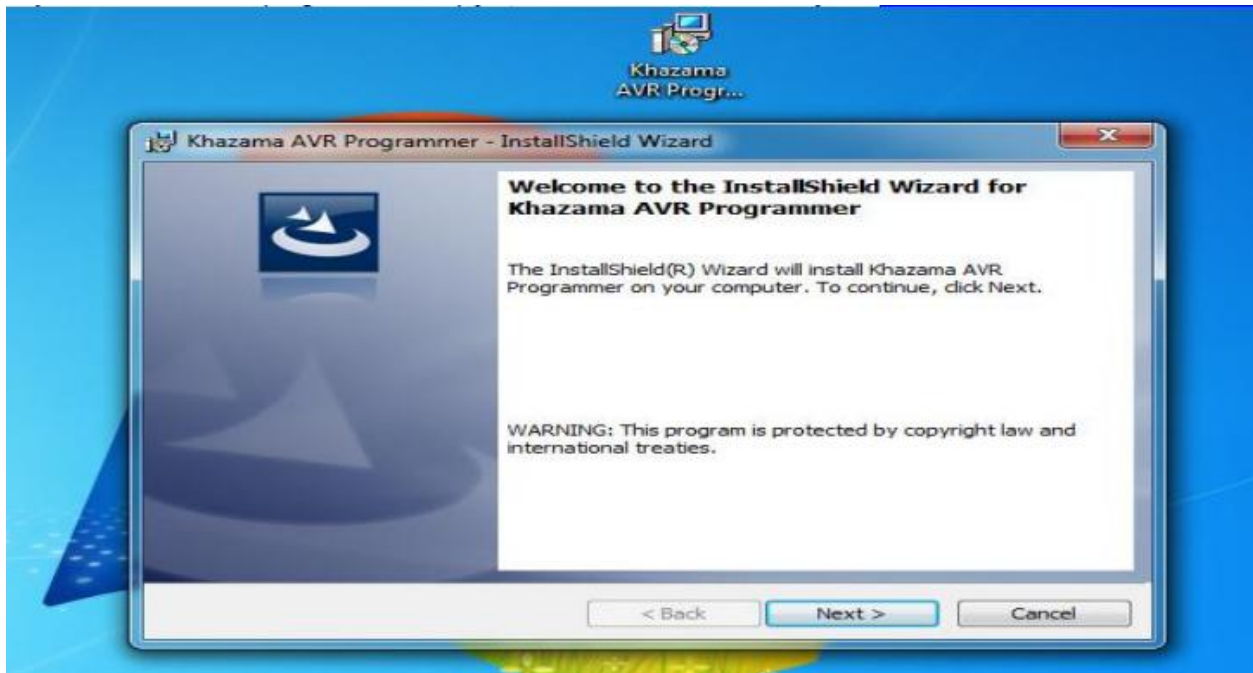 Khazama
AVR Progr...
Khazama AVR Programmer - InstallShield Wizard
Welcome to the InstallShield Wizard for
Khazama AVR Programmer
The InstallShield(R) Wizard will install Khazama AVR
Programmer on your computer. To continue, click Next.
WARNING: This program is protected by copyright law and
international treaties.
< Back Next > Cancel